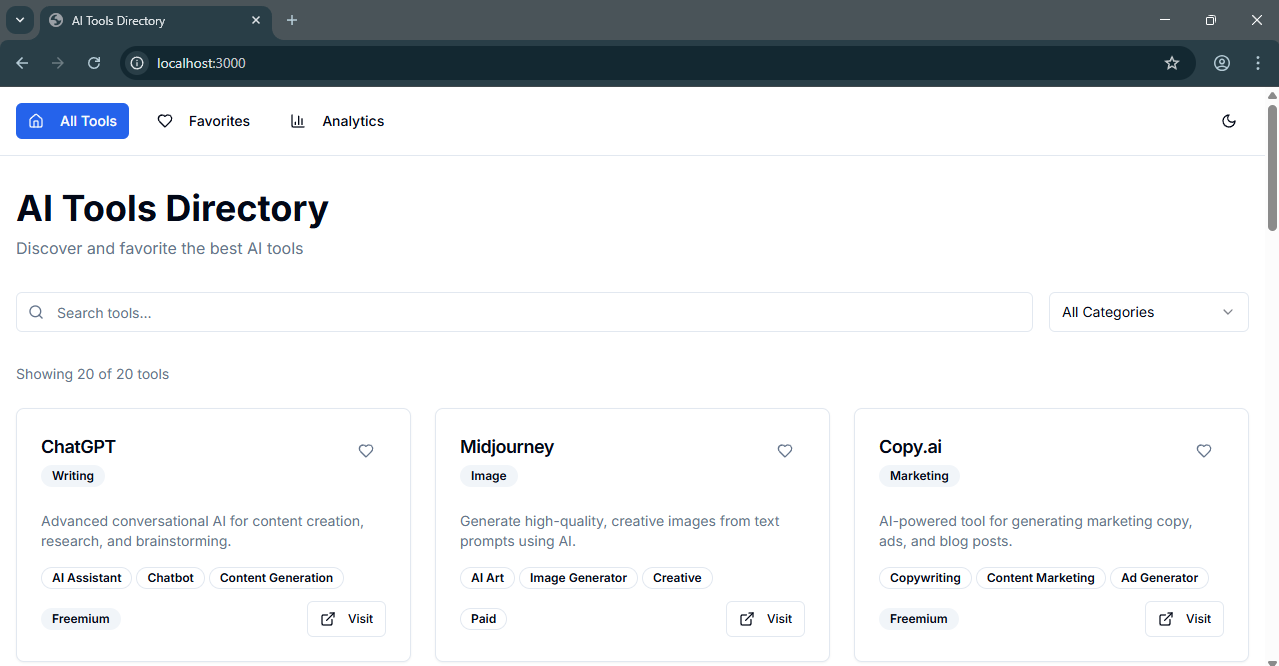 AI Tools Directory
localhost:3000
All Tools Favorites Analytics
AI Tools Directory
Discover and favorite the best AI tools
Search tools...
All Categories
Showing 20 of 20 tools
ChatGPT
Writing
Advanced conversational AI for content creation,
research, and brainstorming.
AI Assistant Chatbot Content Generation
Freemium Visit
Midjourney
Image
Generate high-quality, creative images from text
prompts using AI.
AI Art Image Generator Creative
Paid Visit
Copy.ai
Marketing
AI-powered tool for generating marketing copy,
ads, and blog posts.
Copywriting Content Marketing Ad Generator
Freemium Visit